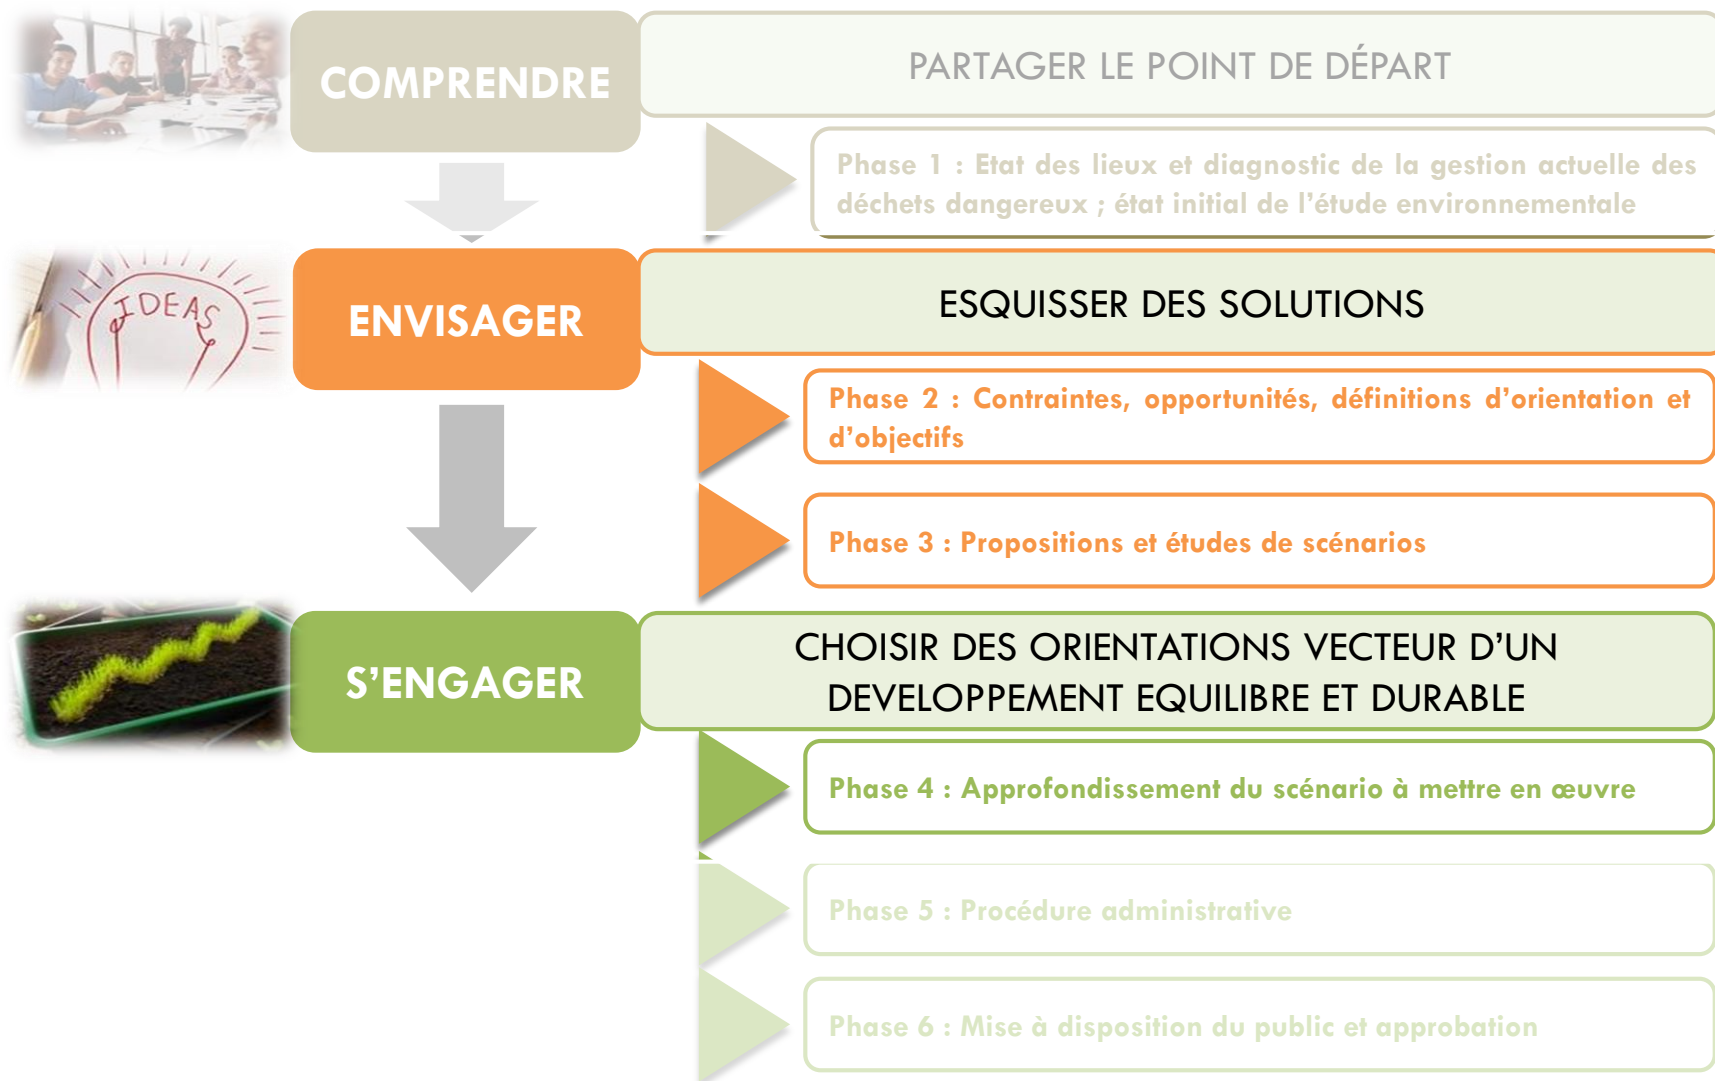 COMPRENDRE
PARTAGER LE POINT DE DÉPART
Phase 1 : Etat des lieux et diagnostic de la gestion actuelle des
déchets dangereux ; état initial de l’étude environnementale
IDEAS
ENVISAGER
ESQUISSER DES SOLUTIONS
Phase 2 : Contraintes, opportunités, définitions d’orientation et
d’objectifs
Phase 3 : Propositions et études de scénarios
S’ENGAGER
CHOISIR DES ORIENTATIONS VECTEUR D’UN
DEVELOPPEMENT EQUILIBRE ET DURABLE
Phase 4 : Approfondissement du scénario à mettre en œuvre
Phase 5 : Procédure administrative
Phase 6 : Mise à disposition du public et approbation